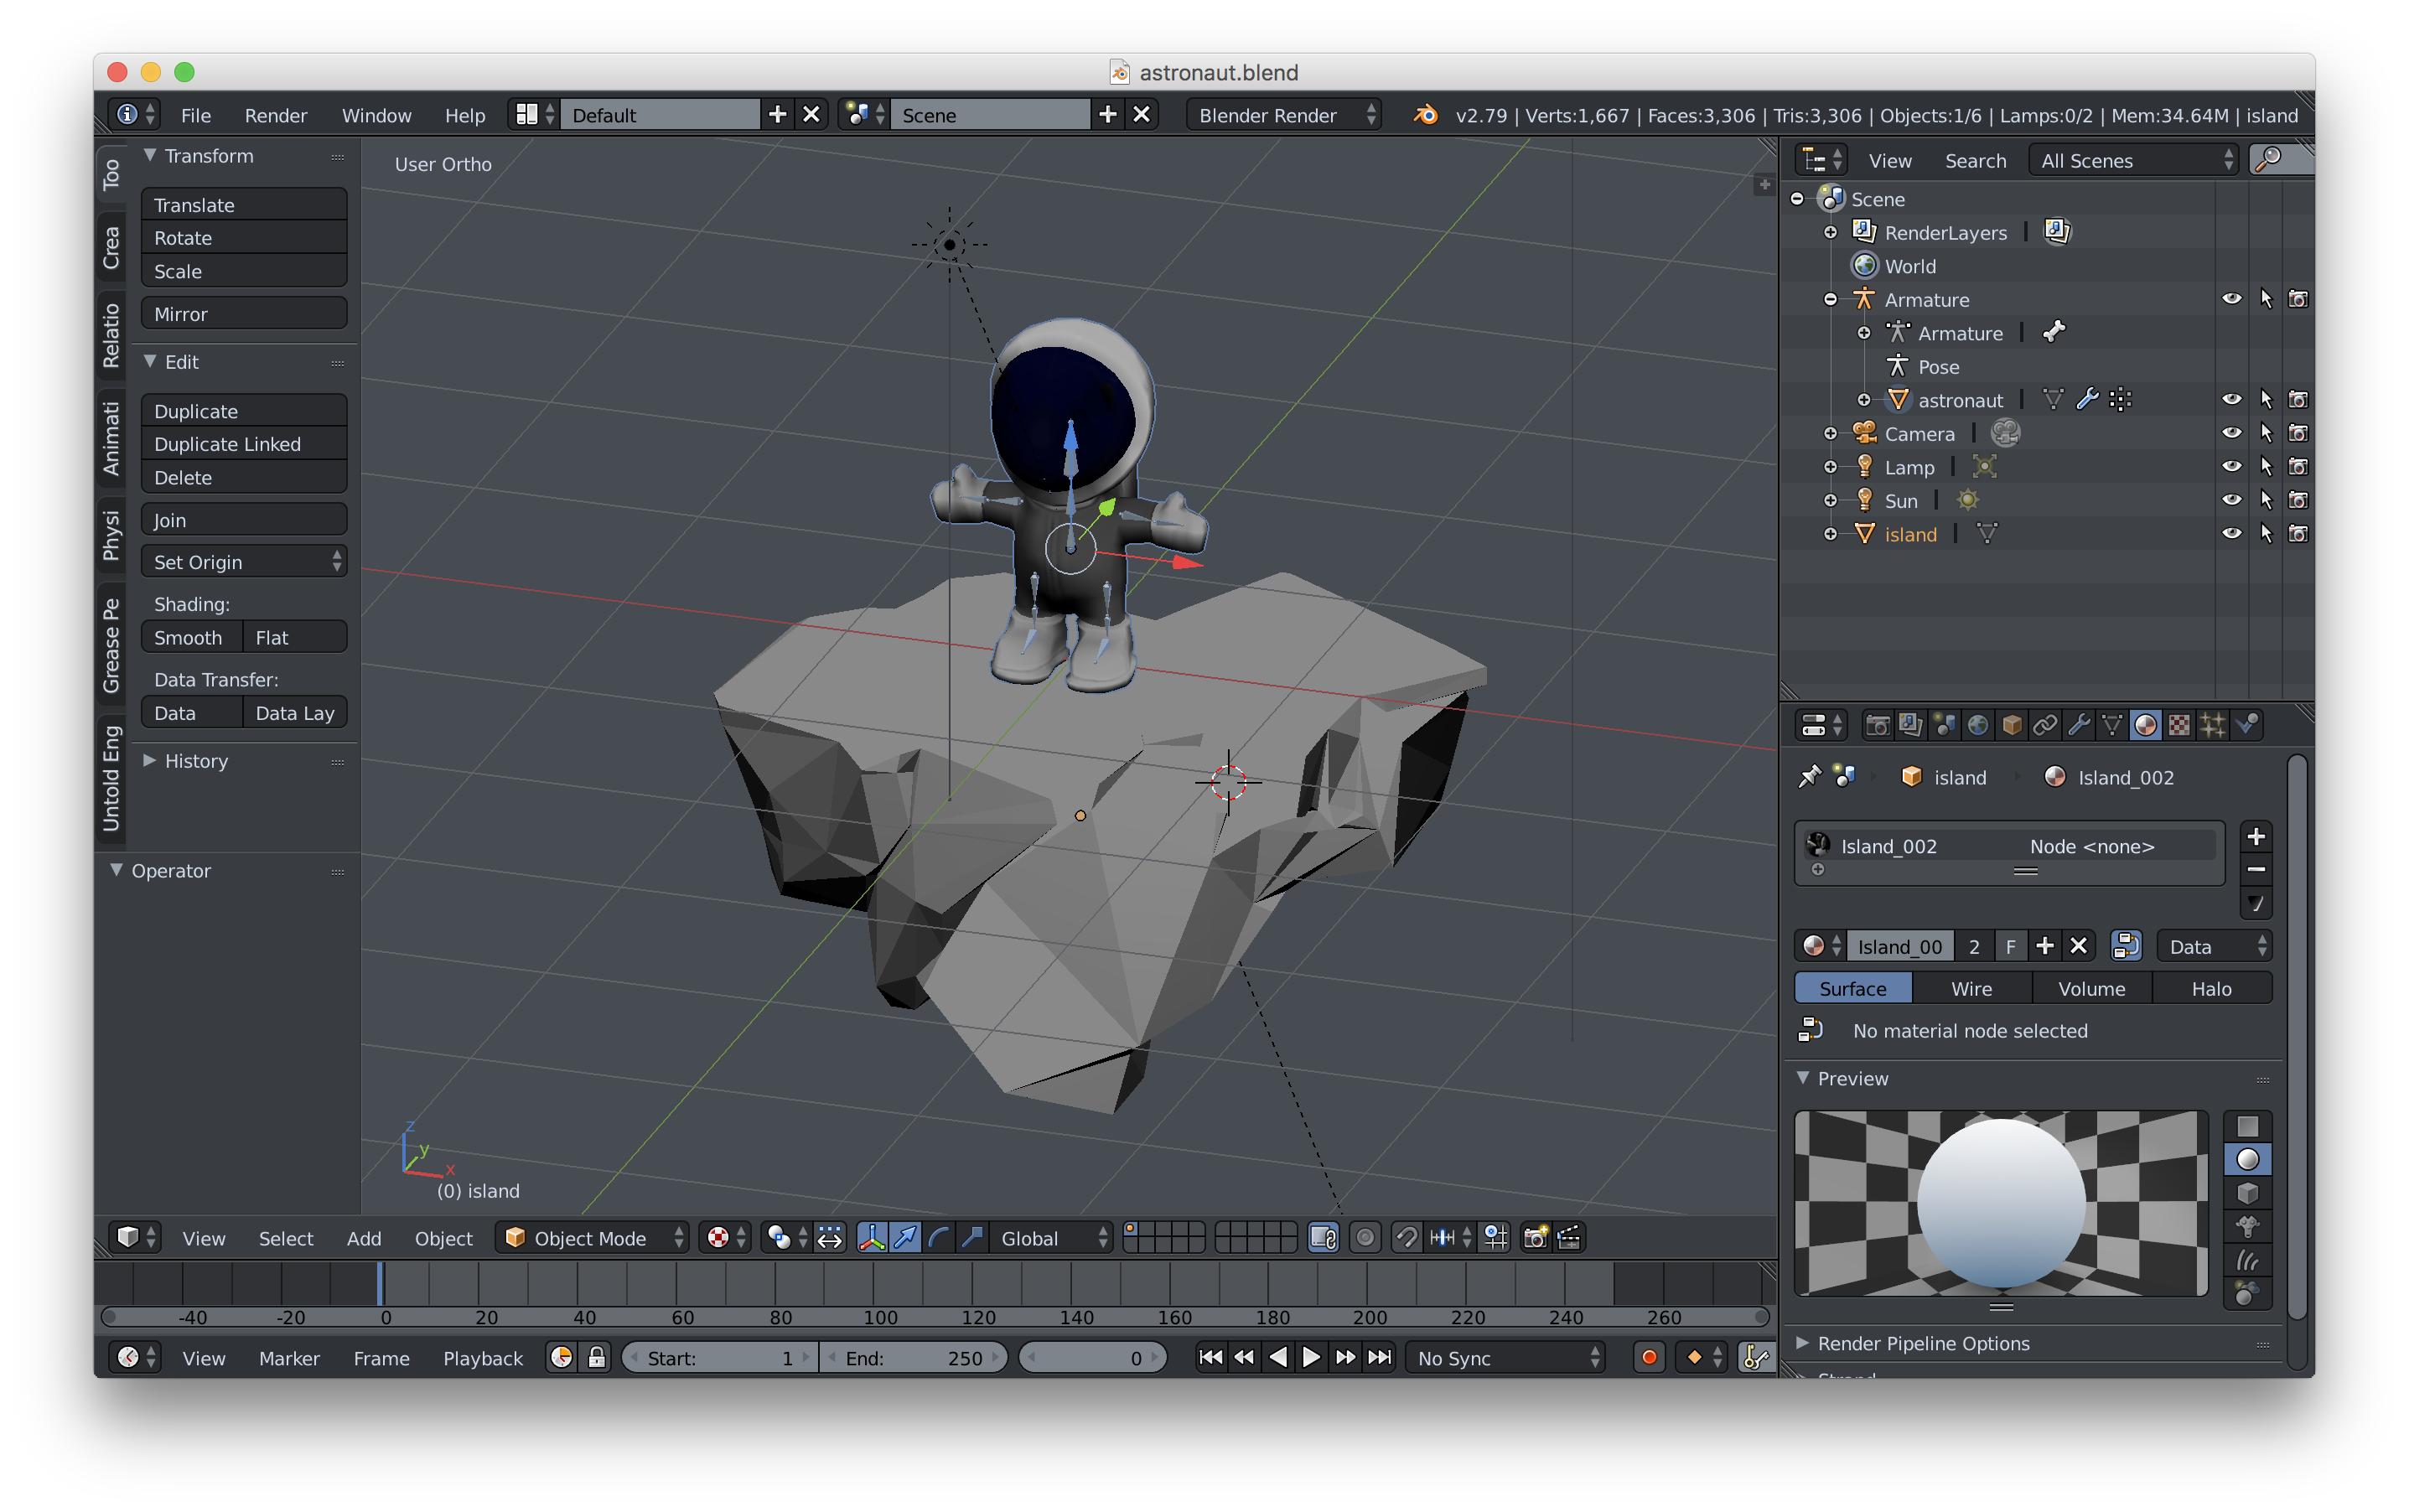 astronaut.blend
File Render Window Help Default Scene Blender Render v2.79 | Verts:1,667 | Faces:3,306 | Tris:3,306 | Objects:1/6 | Lamps:0/2 | Mem:34.64M | island
Too
Crea
Relatio
Animati
Physi
Grease Pe
Untold Eng
Transform
Translate
Rotate
Scale
Mirror
Edit
Duplicate
Duplicate Linked
Delete
Join
Set Origin
Shading:
Smooth Flat
Data Transfer:
Data Data Lay
History
Operator
User Ortho
z
y
x
(0) island
View Select Add Object Object Mode Global
-40 -20 0 20 40 60 80 100 120 140 160 180 200 220 240 260
View Marker Frame Playback Start: 1 End: 250 0 No Sync
View Search All Scenes
Scene
RenderLayers |
World
Armature
Armature |
Pose
astronaut |
Camera |
Lamp |
Sun |
island |
island Island_002
Island_002 Node <none>
Island_00 2 F Data
Surface Wire Volume Halo
No material node selected
Preview
Render Pipeline Options